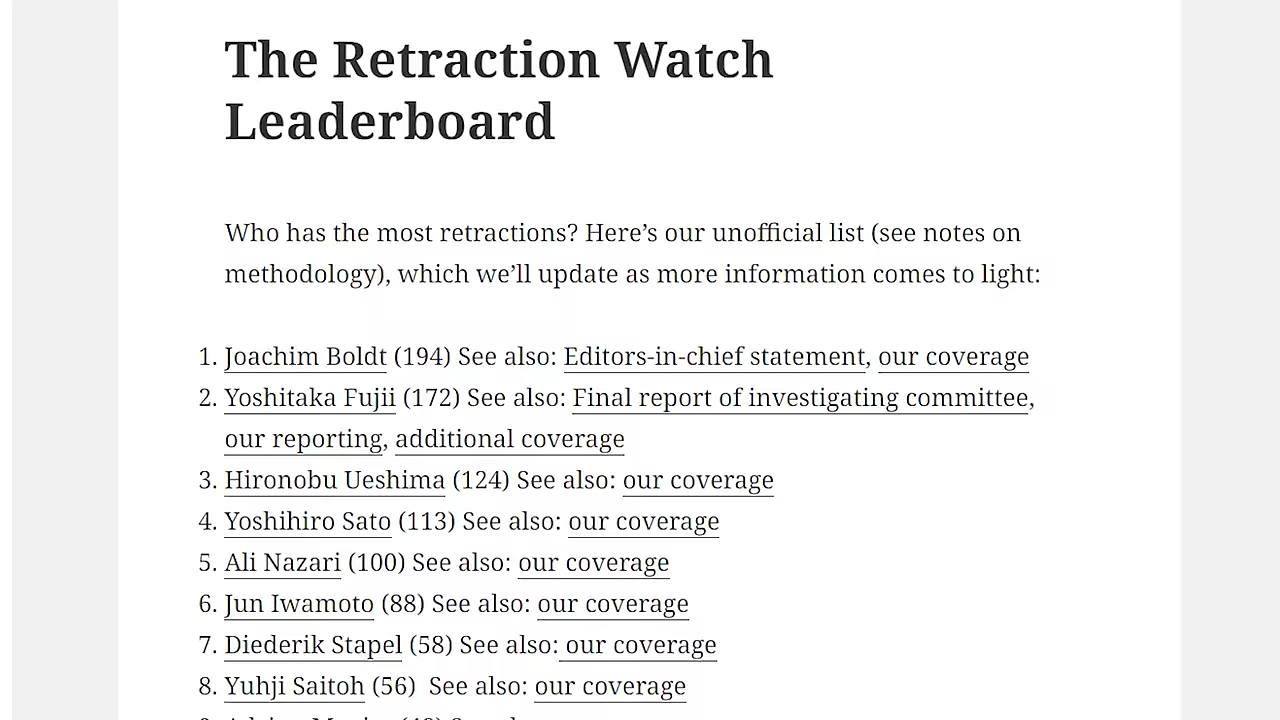 The Retraction Watch
Leaderboard
Who has the most retractions? Here’s our unofficial list (see notes on
methodology), which we’ll update as more information comes to light:
1. Joachim Boldt (194) See also: Editors-in-chief statement, our coverage
2. Yoshitaka Fujii (172) See also: Final report of investigating committee,
our reporting, additional coverage
3. Hironobu Ueshima (124) See also: our coverage
4. Yoshihiro Sato (113) See also: our coverage
5. Ali Nazari (100) See also: our coverage
6. Jun Iwamoto (88) See also: our coverage
7. Diederik Stapel (58) See also: our coverage
8. Yuhji Saitoh (56) See also: our coverage